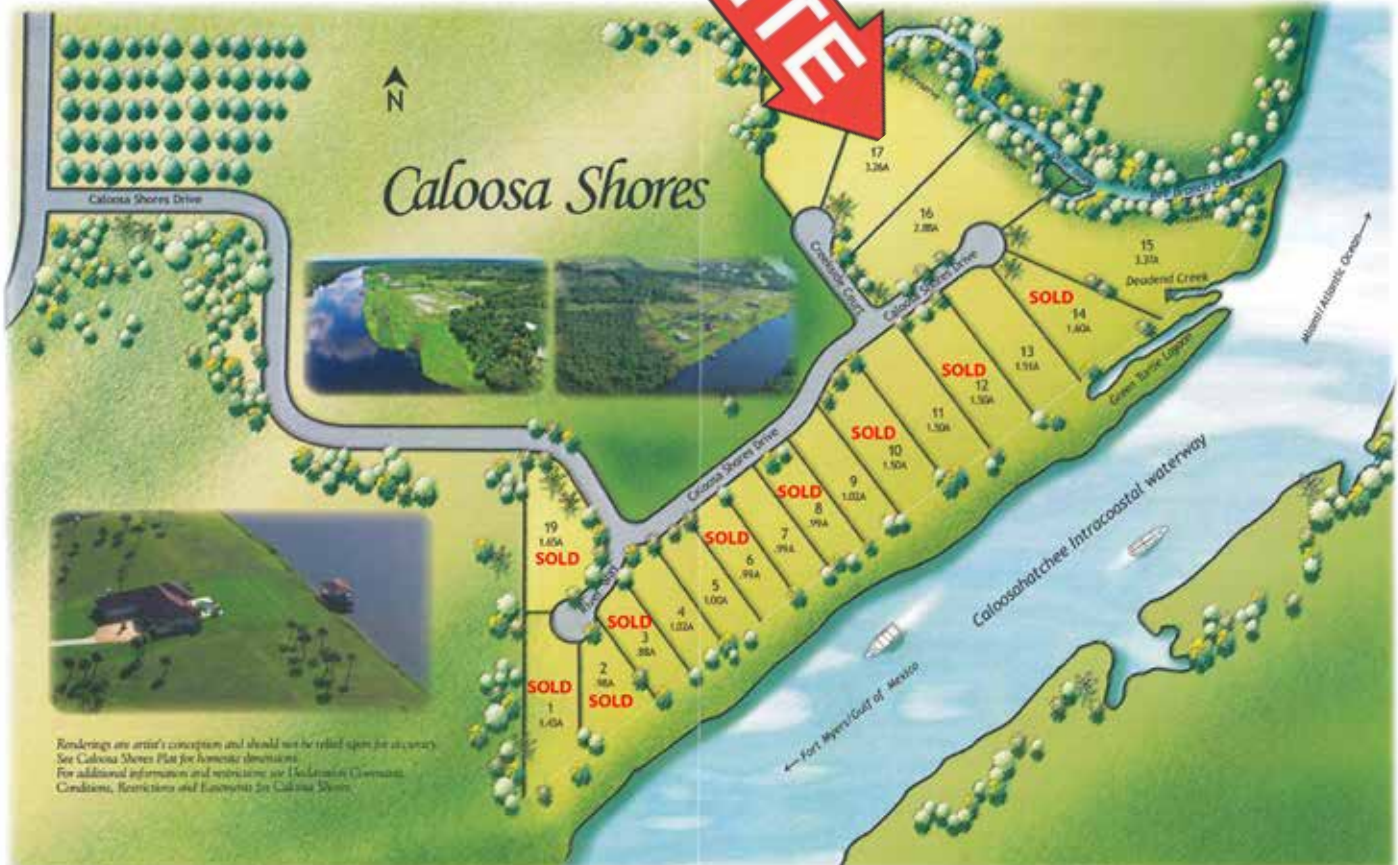 SITE
N
Caloosa Shores
Caloosa Shores Drive
17
3.26A
16
2.88A
15
3.37A
Creekside Court
Caloosa Shores Drive
Deadend Creek
SOLD
14
1.60A
Green Turtle Lagoon
Miami/Atlantic Ocean
13
1.51A
SOLD
12
1.50A
11
1.50A
SOLD
10
1.50A
9
1.02A
SOLD
8
.99A
7
.99A
SOLD
6
.99A
5
1.00A
4
1.02A
SOLD
3
.88A
2
.98A
SOLD
SOLD
1
1.43A
19
1.65A
SOLD
Caloosa Shores Drive
Caloosahatchee Intracoastal waterway
Fort Myers/Gulf of Mexico
Renderings are artist's conception and should not be relied upon for accuracy.
See Caloosa Shores Plat for homesite dimensions.
For additional information and restrictions see Declaration Covenants,
Conditions, Restrictions and Easements for Caloosa Shores.